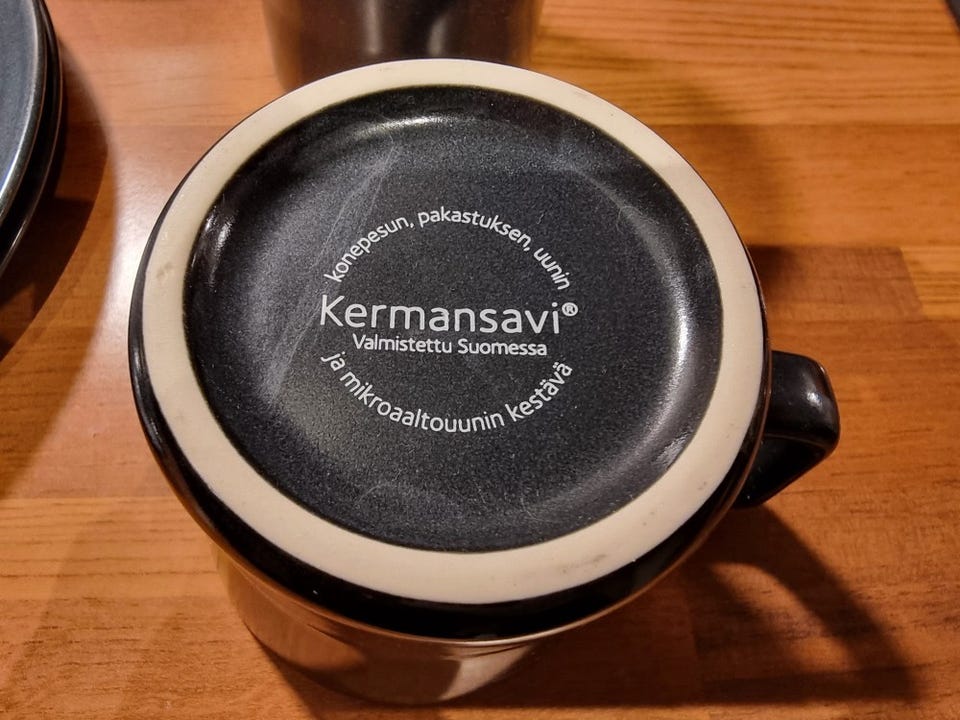 konepesun, pakastuksen, uunin
Kermansavi®
Valmistettu Suomessa
ja mikroaaltouunin kestävä